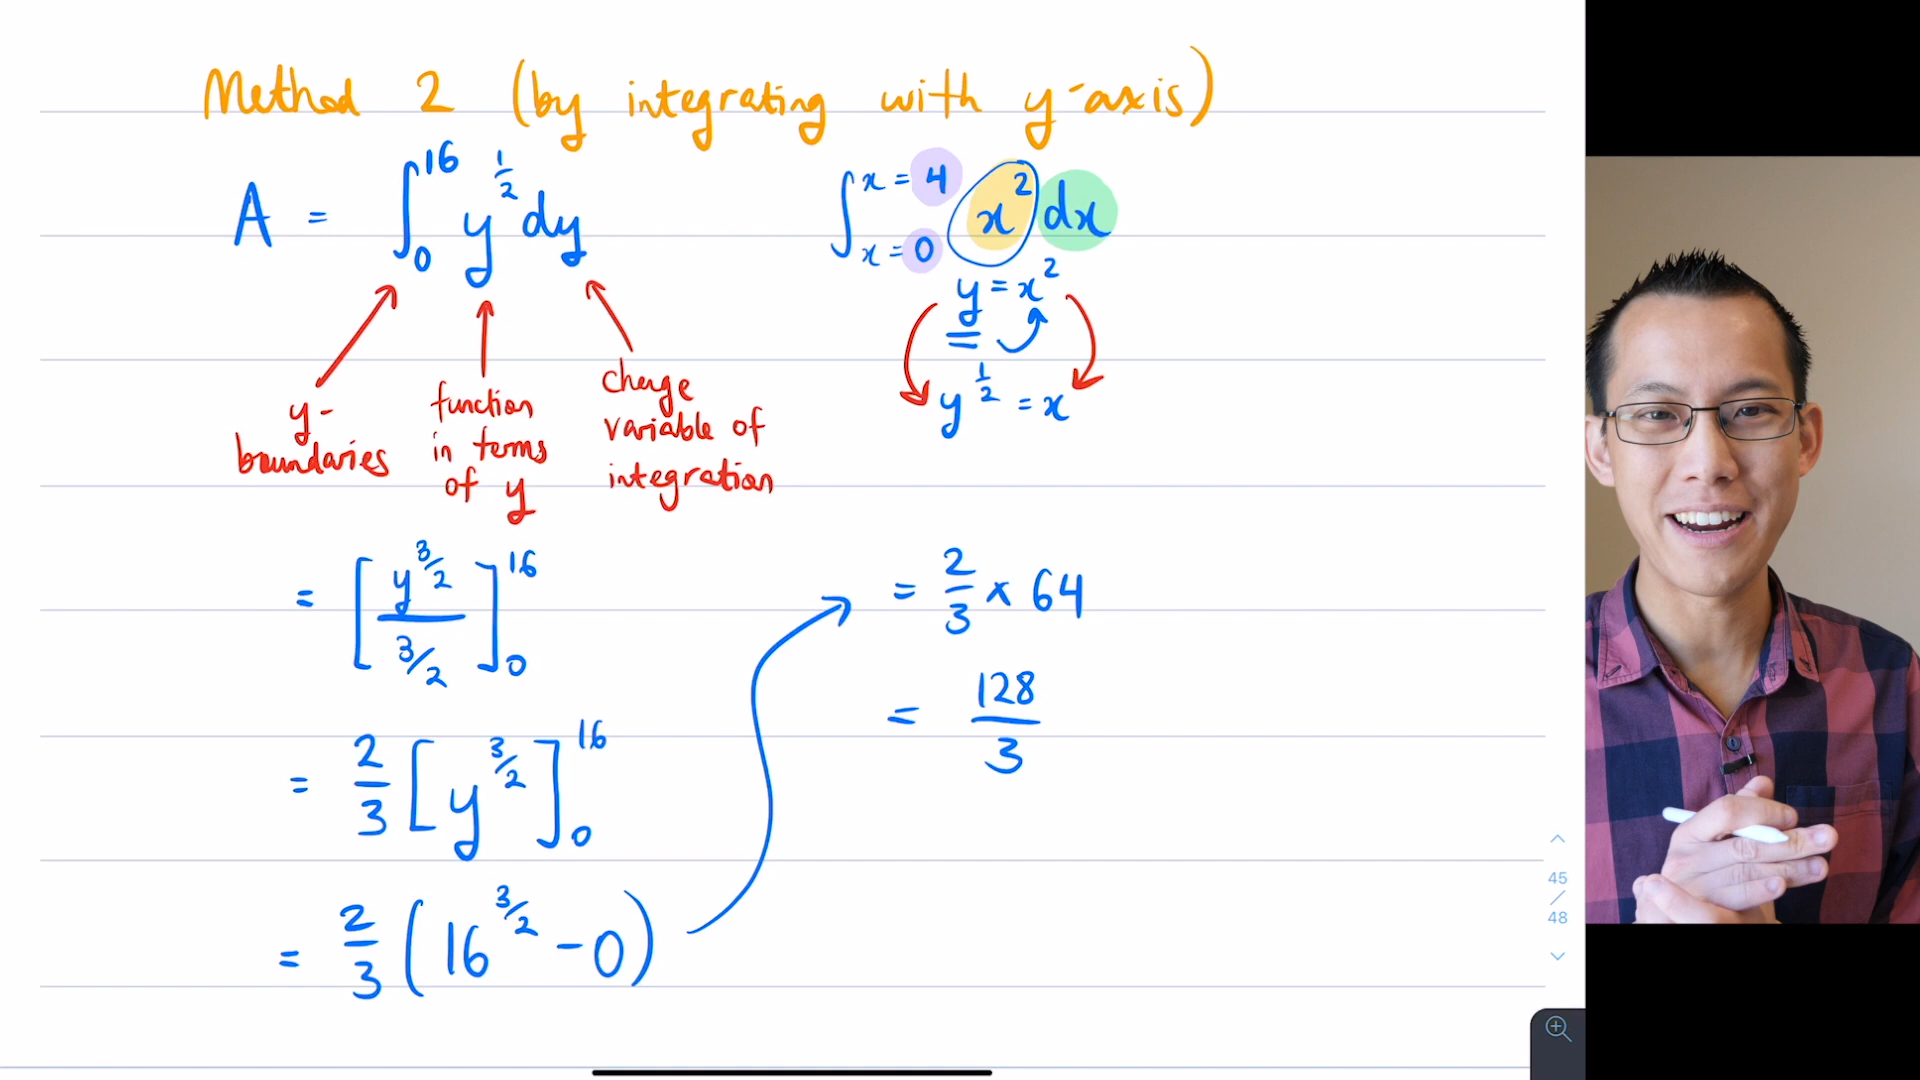 Method 2 (by integrating with y-axis)
A = ∫₀¹⁶ y^(1/2) dy
y-
boundaries
function
in terms
of y
change
variable of
integration
= [y^(3/2) / (3/2)]₀¹⁶
= 2/3 [y^(3/2)]₀¹⁶
= 2/3 (16^(3/2) - 0)
∫ x=0 x=4 x² dx
y = x²
y^(1/2) = x
= 2/3 × 64
= 128/3
45
/
48